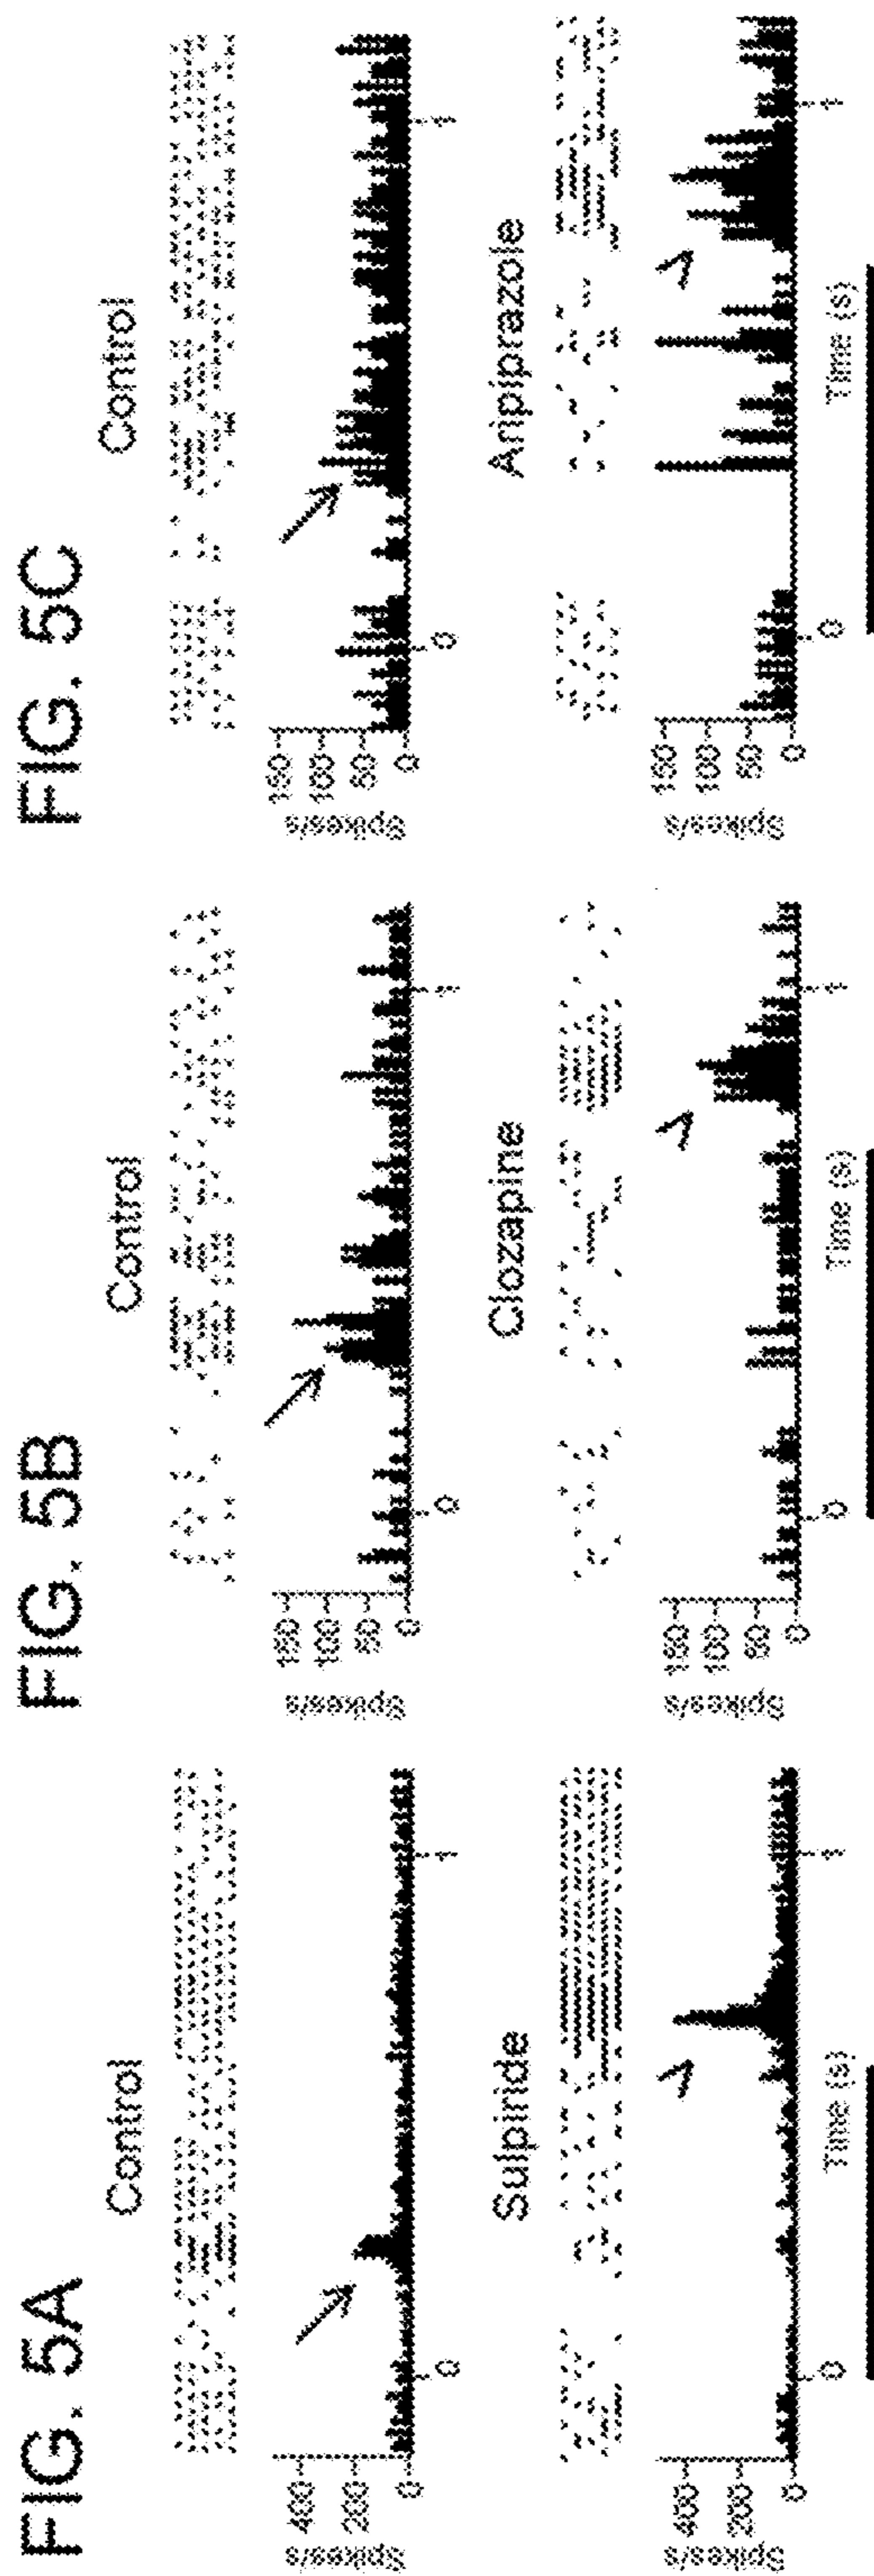 FIG. 5A
Control
Spikes/s
400
200
0
0
1
Sulpiride
Spikes/s
400
200
0
0
1
Time (s)
FIG. 5B
Control
Spikes/s
150
100
50
0
0
1
Clozapine
Spikes/s
150
100
50
0
0
1
Time (s)
FIG. 5C
Control
Spikes/s
150
100
50
0
0
1
Aripiprazole
Spikes/s
150
100
50
0
0
1
Time (s)